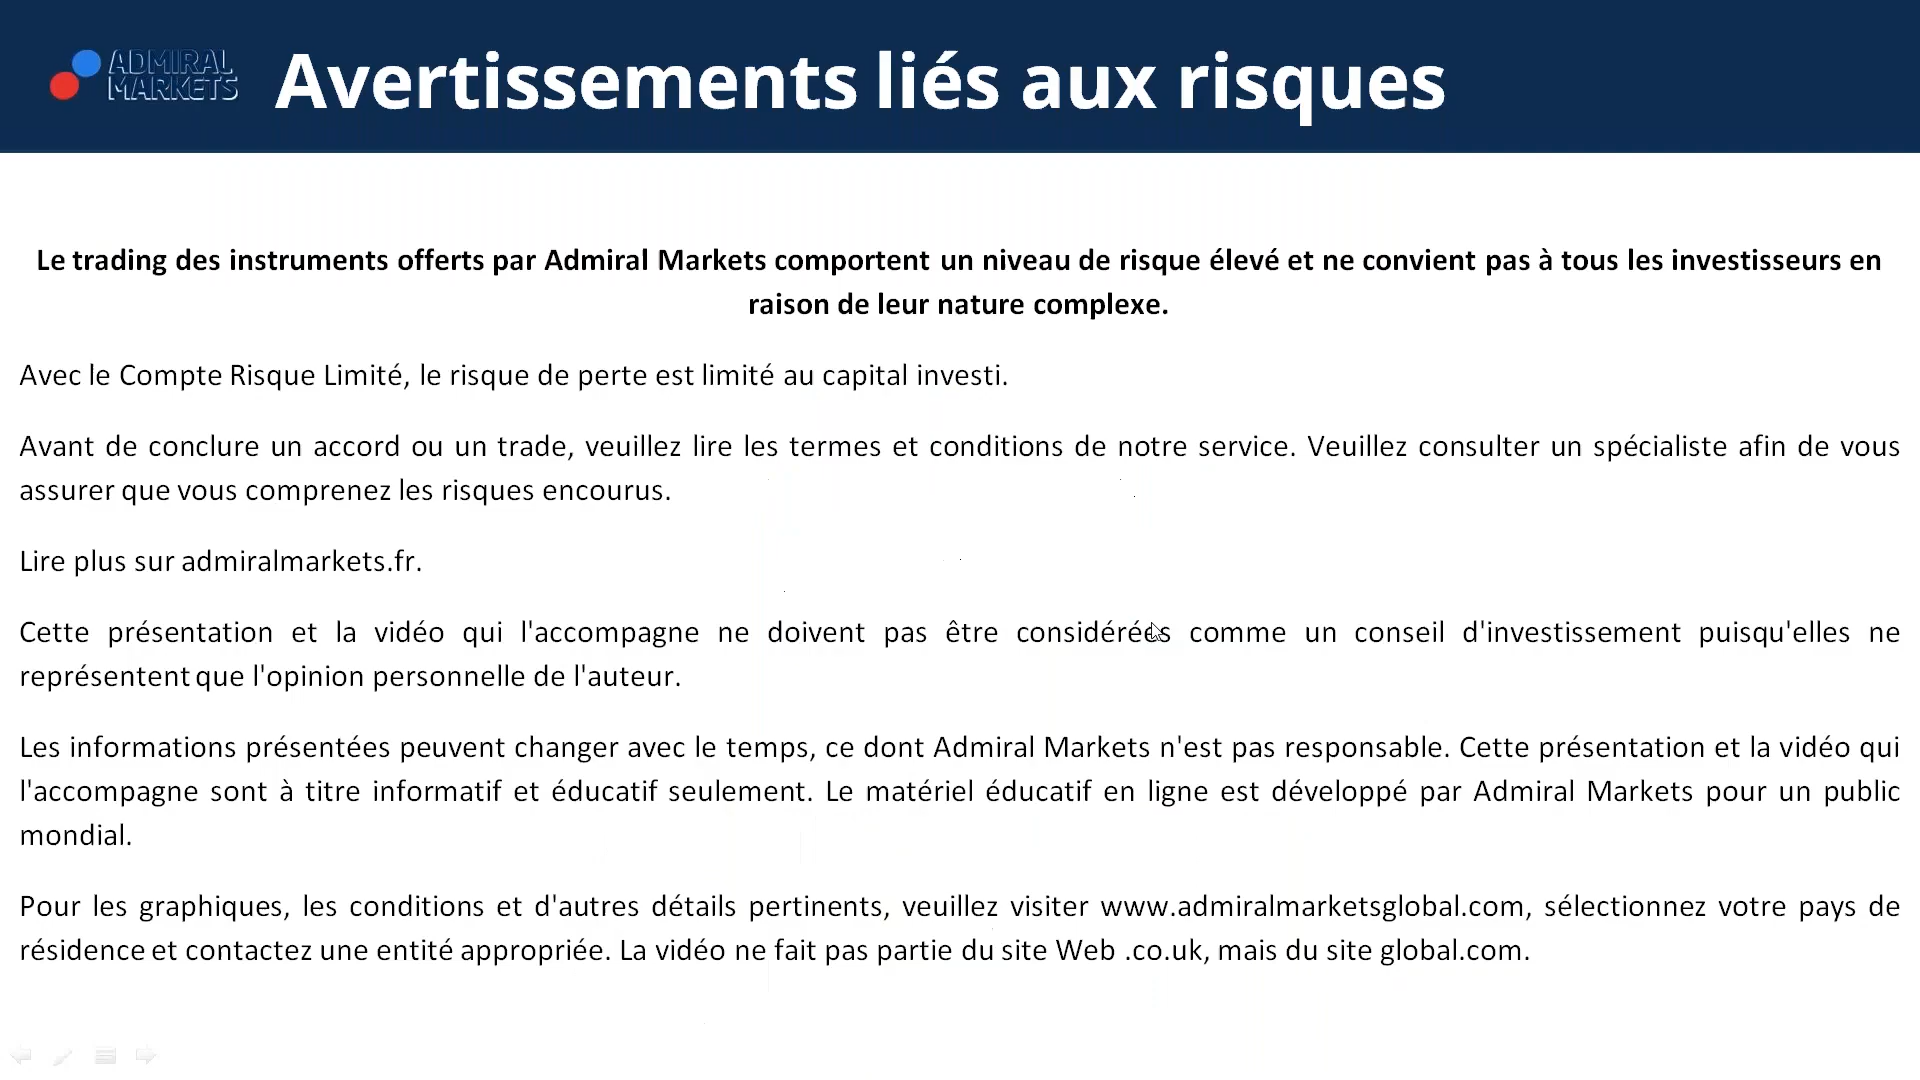 ADMIRAL
MARKETS
Avertissements liés aux risques
Le trading des instruments offerts par Admiral Markets comportent un niveau de risque élevé et ne convient pas à tous les investisseurs en
raison de leur nature complexe.
Avec le Compte Risque Limité, le risque de perte est limité au capital investi.
Avant de conclure un accord ou un trade, veuillez lire les termes et conditions de notre service. Veuillez consulter un spécialiste afin de vous
assurer que vous comprenez les risques encourus.
Lire plus sur admiralmarkets.fr.
Cette présentation et la vidéo qui l'accompagne ne doivent pas être considérées comme un conseil d'investissement puisqu'elles ne
représentent que l'opinion personnelle de l'auteur.
Les informations présentées peuvent changer avec le temps, ce dont Admiral Markets n'est pas responsable. Cette présentation et la vidéo qui
l'accompagne sont à titre informatif et éducatif seulement. Le matériel éducatif en ligne est développé par Admiral Markets pour un public
mondial.
Pour les graphiques, les conditions et d'autres détails pertinents, veuillez visiter www.admiralmarketsglobal.com, sélectionnez votre pays de
résidence et contactez une entité appropriée. La vidéo ne fait pas partie du site Web .co.uk, mais du site global.com.